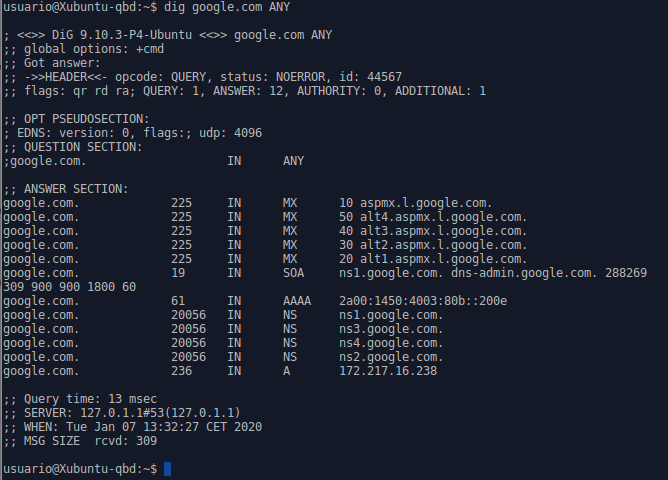 usuario@Xubuntu-qbd:~$ dig google.com ANY
; <<>> DiG 9.10.3-P4-Ubuntu <<>> google.com ANY
;; global options: +cmd
;; Got answer:
;; ->>HEADER<<- opcode: QUERY, status: NOERROR, id: 44567
;; flags: qr rd ra; QUERY: 1, ANSWER: 12, AUTHORITY: 0, ADDITIONAL: 1
;; OPT PSEUDOSECTION:
; EDNS: version: 0, flags:; udp: 4096
;; QUESTION SECTION:
;google.com. IN ANY
;; ANSWER SECTION:
google.com. 225 IN MX 10 aspmx.l.google.com.
google.com. 225 IN MX 50 alt4.aspmx.l.google.com.
google.com. 225 IN MX 40 alt3.aspmx.l.google.com.
google.com. 225 IN MX 30 alt2.aspmx.l.google.com.
google.com. 225 IN MX 20 alt1.aspmx.l.google.com.
google.com. 19 IN SOA ns1.google.com. dns-admin.google.com. 288269
309 900 900 1800 60
google.com. 61 IN AAAA 2a00:1450:4003:80b::200e
google.com. 20056 IN NS ns1.google.com.
google.com. 20056 IN NS ns3.google.com.
google.com. 20056 IN NS ns4.google.com.
google.com. 20056 IN NS ns2.google.com.
google.com. 236 IN A 172.217.16.238
;; Query time: 13 msec
;; SERVER: 127.0.1.1#53(127.0.1.1)
;; WHEN: Tue Jan 07 13:32:27 CET 2020
;; MSG SIZE rcvd: 309
usuario@Xubuntu-qbd:~$